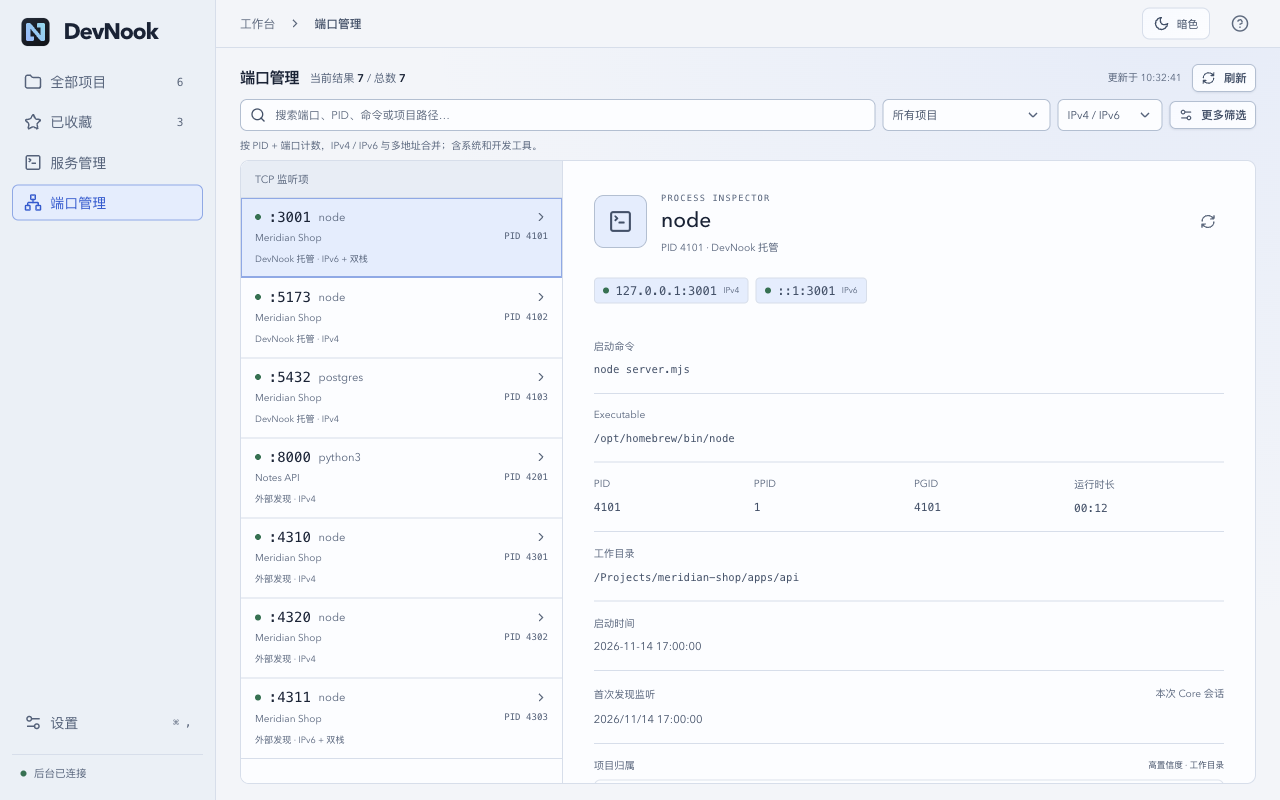 DevNook
全部项目 6
已收藏 3
服务管理
端口管理
设置 ⌘ ,
后台已连接
工作台 > 端口管理
暗色
端口管理 当前结果 7 / 总数 7
更新于 10:32:41
刷新
搜索端口、PID、命令或项目路径…
所有项目
IPv4 / IPv6
更多筛选
按 PID + 端口计数，IPv4 / IPv6 与多地址合并；含系统和开发工具。
TCP 监听项
:3001 node
Meridian Shop PID 4101
DevNook 托管 · IPv6 + 双栈
:5173 node
Meridian Shop PID 4102
DevNook 托管 · IPv4
:5432 postgres
Meridian Shop PID 4103
DevNook 托管 · IPv4
:8000 python3
Notes API PID 4201
外部发现 · IPv4
:4310 node
Meridian Shop PID 4301
外部发现 · IPv4
:4320 node
Meridian Shop PID 4302
外部发现 · IPv4
:4311 node
Meridian Shop PID 4303
外部发现 · IPv6 + 双栈
PROCESS INSPECTOR
node
PID 4101 · DevNook 托管
127.0.0.1:3001 IPv4
::1:3001 IPv6
启动命令
node server.mjs
Executable
/opt/homebrew/bin/node
PID PPID PGID 运行时长
4101 1 4101 00:12
工作目录
/Projects/meridian-shop/apps/api
启动时间
2026-11-14 17:00:00
首次发现监听 本次 Core 会话
2026/11/14 17:00:00
项目归属 高置信度 · 工作目录